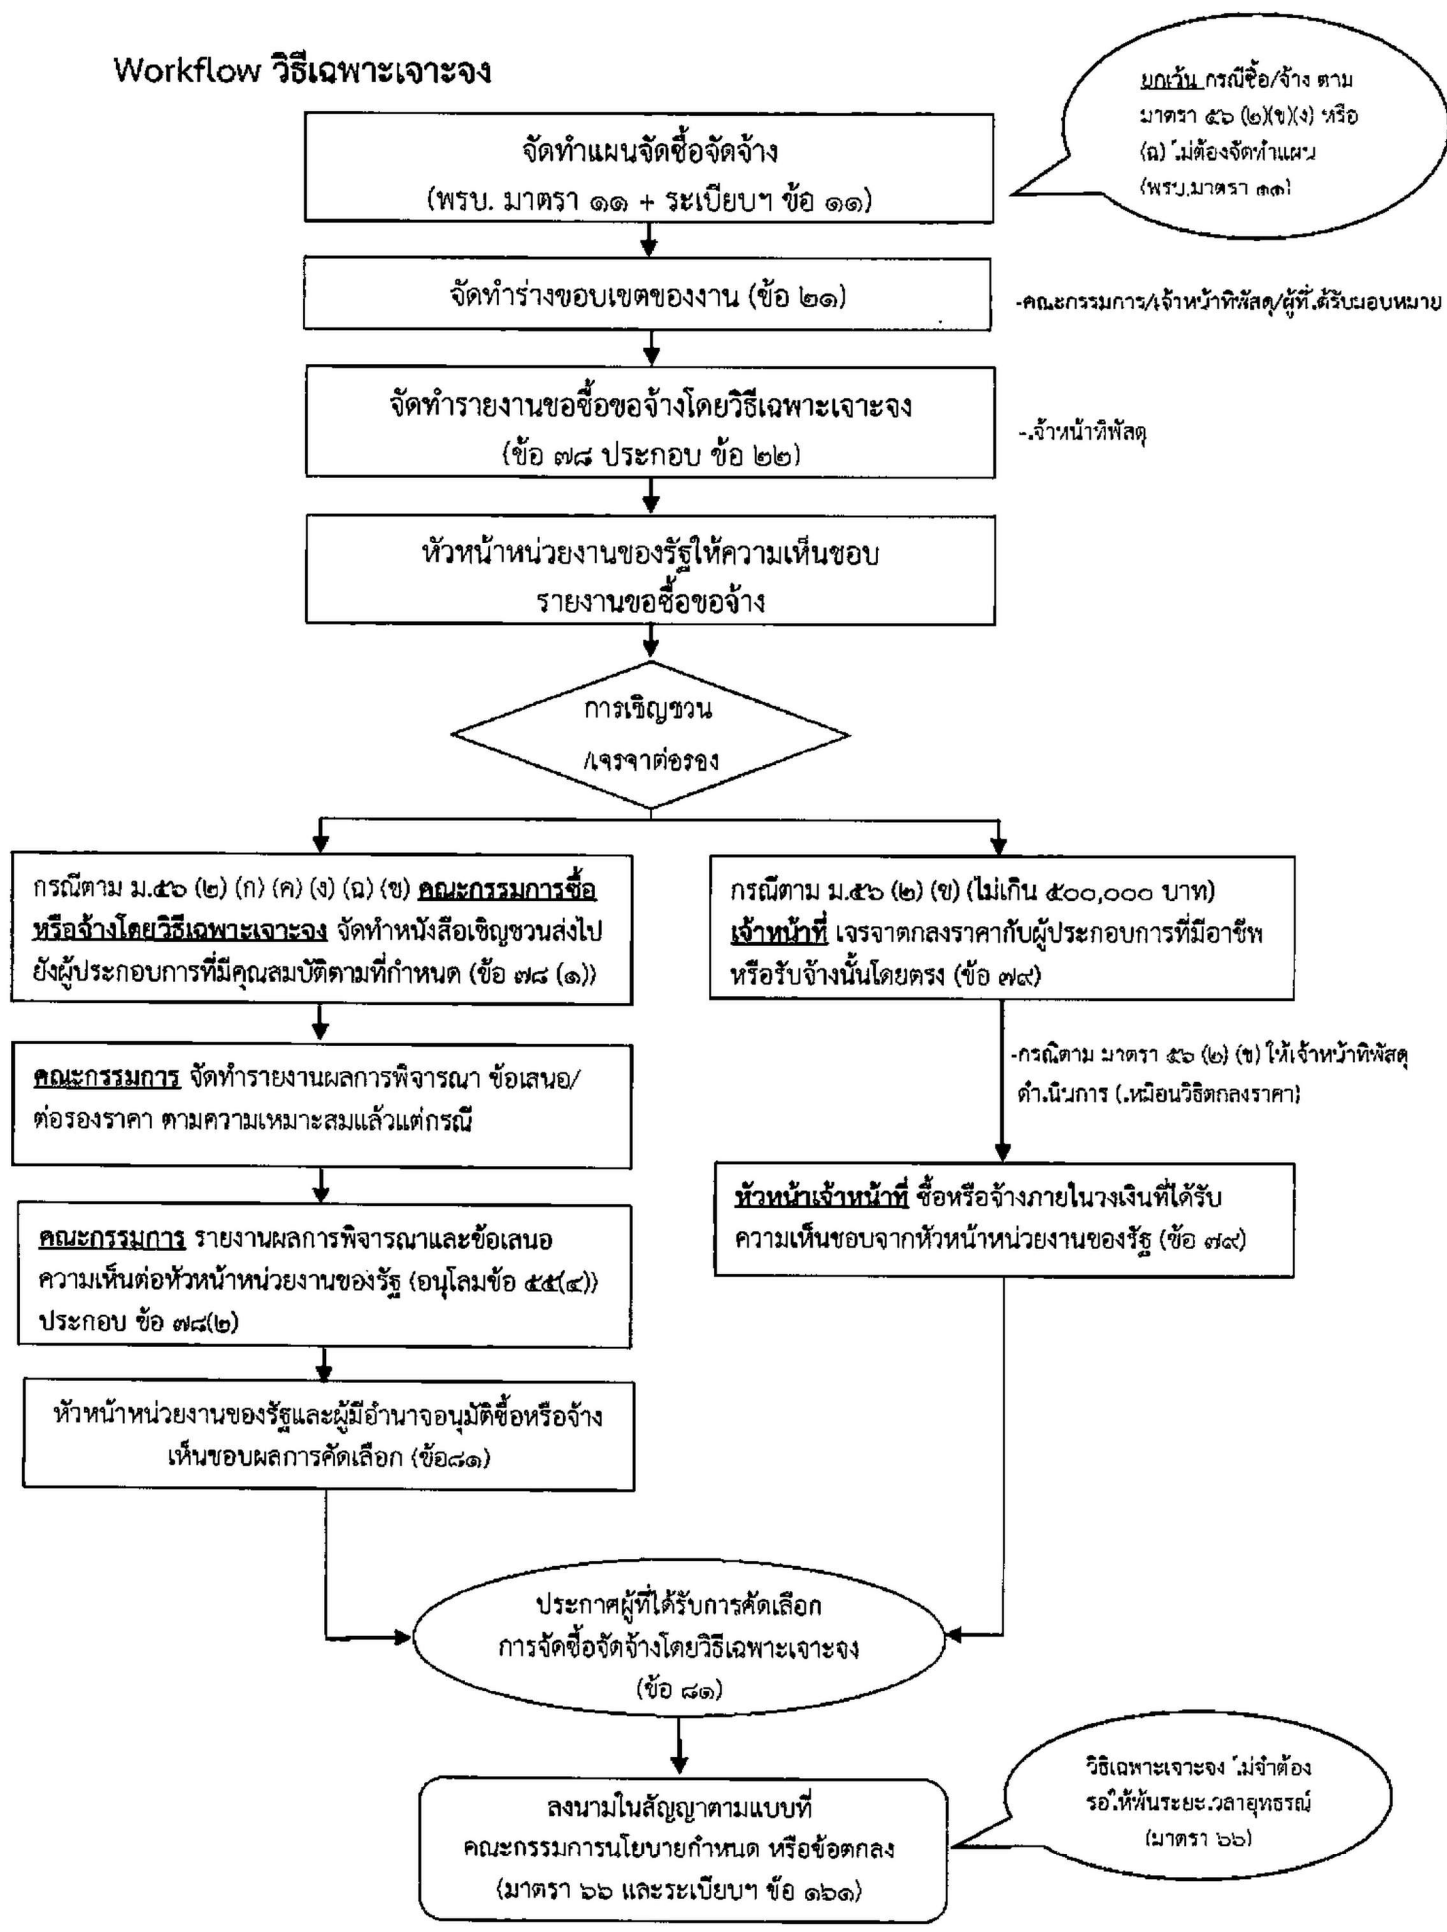 Workflow วิธีเฉพาะเจาะจง
ยกเว้น กรณีซื้อ/จ้าง ตาม
มาตรา ๕๖ (๒)(ข)(ง) หรือ
(ฉ) ไม่ต้องจัดทำแผน
(พรบ.มาตรา ๑๑)
จัดทำแผนจัดซื้อจัดจ้าง
(พรบ. มาตรา ๑๑ + ระเบียบฯ ข้อ ๑๑)
จัดทำร่างขอบเขตของงาน (ข้อ ๒๑)
-คณะกรรมการ/เจ้าหน้าที่พัสดุ/ผู้ที่ได้รับมอบหมาย
จัดทำรายงานขอซื้อขอจ้างโดยวิธีเฉพาะเจาะจง
(ข้อ ๗๘ ประกอบ ข้อ ๒๒)
-เจ้าหน้าที่พัสดุ
หัวหน้าหน่วยงานของรัฐให้ความเห็นชอบ
รายงานขอซื้อขอจ้าง
การเชิญชวน
/เจรจาต่อรอง
กรณีตาม ม.๕๖ (๒) (ก) (ค) (ง) (ฉ) (ช) คณะกรรมการซื้อ
หรือจ้างโดยวิธีเฉพาะเจาะจง จัดทำหนังสือเชิญชวนส่งไป
ยังผู้ประกอบการที่มีคุณสมบัติตามที่กำหนด (ข้อ ๗๘ (๑))
กรณีตาม ม.๕๖ (๒) (ข) (ไม่เกิน ๕๐๐,๐๐๐ บาท)
เจ้าหน้าที่ เจรจาตกลงราคากับผู้ประกอบการที่มีอาชีพ
หรือรับจ้างนั้นโดยตรง (ข้อ ๗๙)
-กรณีตาม มาตรา ๕๖ (๒) (ข) ให้เจ้าหน้าที่พัสดุ
ดำเนินการ (เหมือนวิธีตกลงราคา)
คณะกรรมการ จัดทำรายงานผลการพิจารณา ข้อเสนอ/
ต่อรองราคา ตามความเหมาะสมแล้วแต่กรณี
หัวหน้าเจ้าหน้าที่ ซื้อหรือจ้างภายในวงเงินที่ได้รับ
ความเห็นชอบจากหัวหน้าหน่วยงานของรัฐ (ข้อ ๗๙)
คณะกรรมการ รายงานผลการพิจารณาและข้อเสนอ
ความเห็นต่อหัวหน้าหน่วยงานของรัฐ (อนุโลมข้อ ๕๕(๔))
ประกอบ ข้อ ๗๘(๒)
หัวหน้าหน่วยงานของรัฐและผู้มีอำนาจอนุมัติซื้อหรือจ้าง
เห็นชอบผลการคัดเลือก (ข้อ๘๑)
ประกาศผู้ที่ได้รับการคัดเลือก
การจัดซื้อจัดจ้างโดยวิธีเฉพาะเจาะจง
(ข้อ ๘๑)
ลงนามในสัญญาตามแบบที่
คณะกรรมการนโยบายกำหนด หรือข้อตกลง
(มาตรา ๖๖ และระเบียบฯ ข้อ ๑๖๑)
วิธีเฉพาะเจาะจง ไม่จำต้อง
รอให้พ้นระยะเวลาอุทธรณ์
(มาตรา ๖๖)